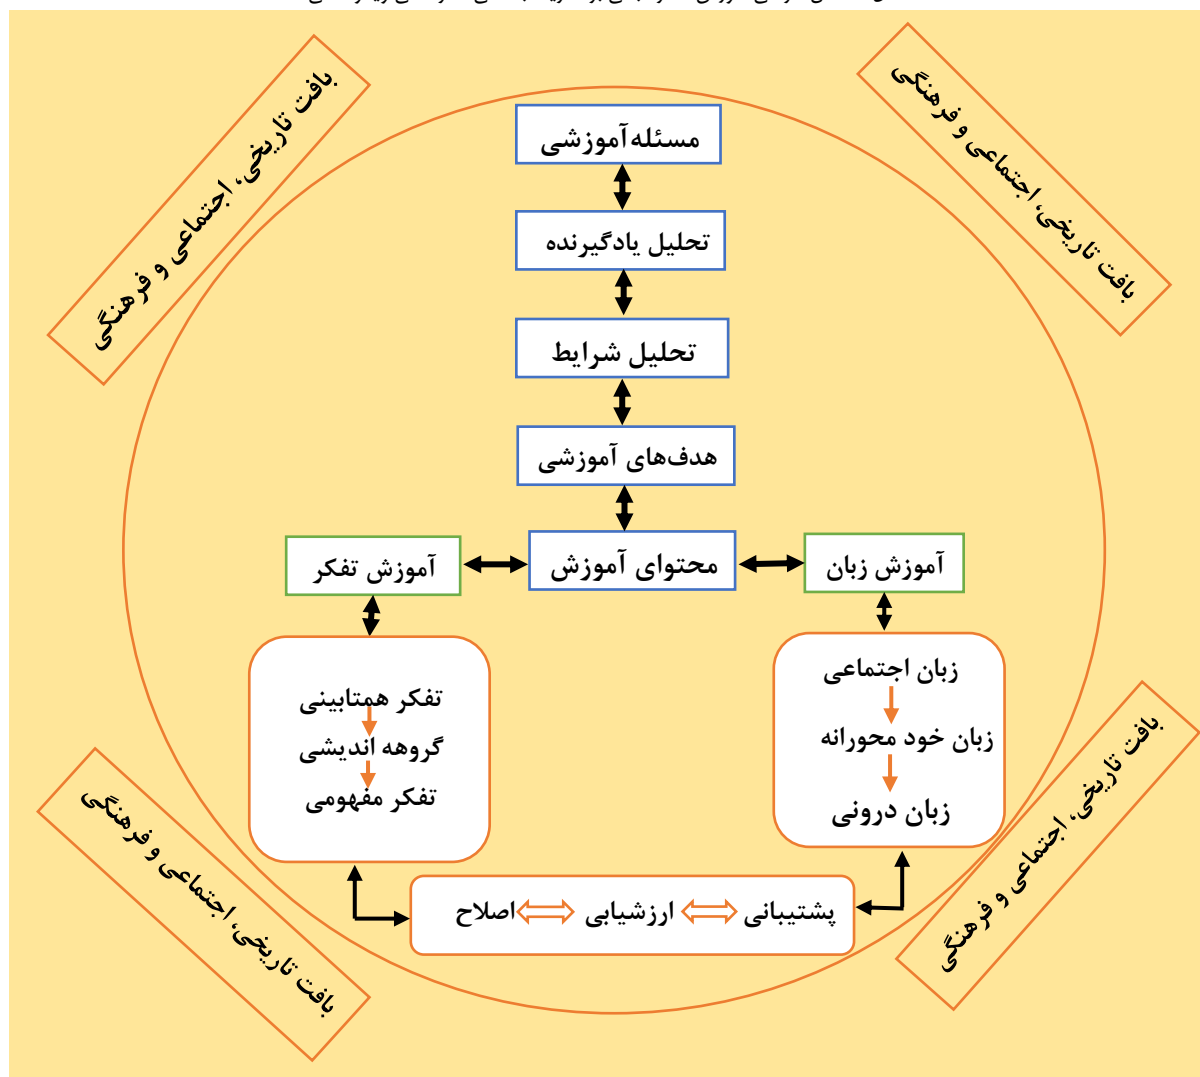 بافت تاریخی، اجتماعی و فرهنگی
بافت تاریخی، اجتماعی و فرهنگی
مسئله‌آموزشی
تحلیل یادگیرنده
تحلیل شرایط
هدف‌های آموزشی
آموزش زبان
محتوای آموزش
آموزش تفکر
زبان اجتماعی
زبان خود محورانه
زبان درونی
تفکر همتابینی
گروهه اندیشی
تفکر مفهومی
پشتیبانی
ارزشیابی
اصلاح
بافت تاریخی، اجتماعی و فرهنگی
بافت تاریخی، اجتماعی و فرهنگی